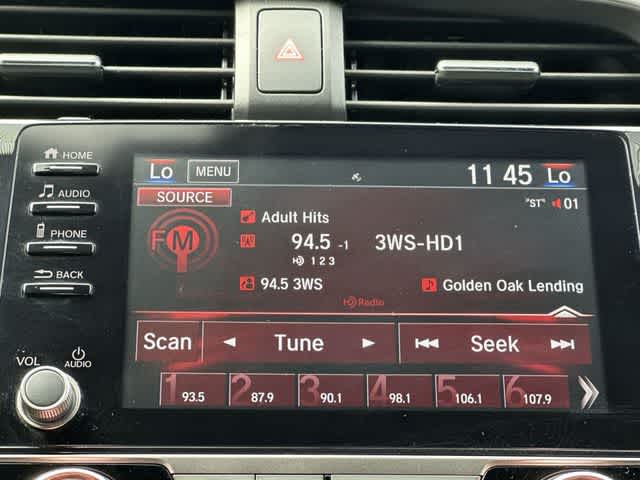 HOME
AUDIO
PHONE
BACK
VOL
AUDIO
Lo MENU 11 45 Lo
SOURCE
"ST" 01
Adult Hits
FM
94.5 -1 3WS-HD1
HD 1 2 3
94.5 3WS Golden Oak Lending
HD Radio
Scan Tune Seek
1 93.5 2 87.9 3 90.1 4 98.1 5 106.1 6 107.9